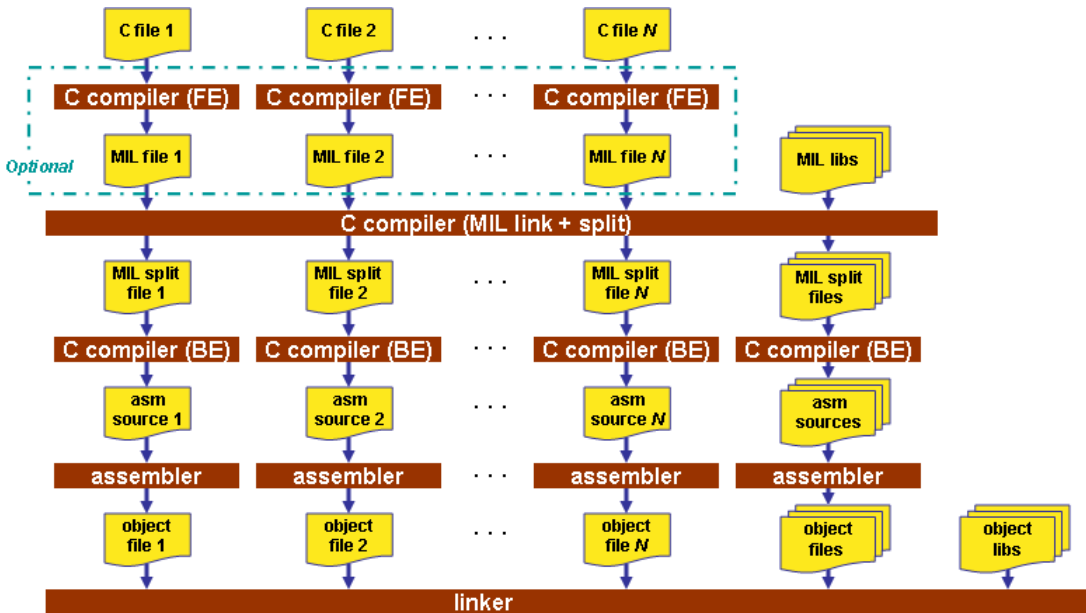 C file 1
C file 2
. . .
C file N
C compiler (FE)
C compiler (FE)
. . .
C compiler (FE)
Optional
MIL file 1
MIL file 2
. . .
MIL file N
MIL libs
C compiler (MIL link + split)
MIL split
file 1
MIL split
file 2
. . .
MIL split
file N
MIL split
files
C compiler (BE)
C compiler (BE)
. . .
C compiler (BE)
C compiler (BE)
asm
source 1
asm
source 2
. . .
asm
source N
asm
sources
assembler
assembler
. . .
assembler
assembler
object
file 1
object
file 2
. . .
object
file N
object
files
object
libs
linker